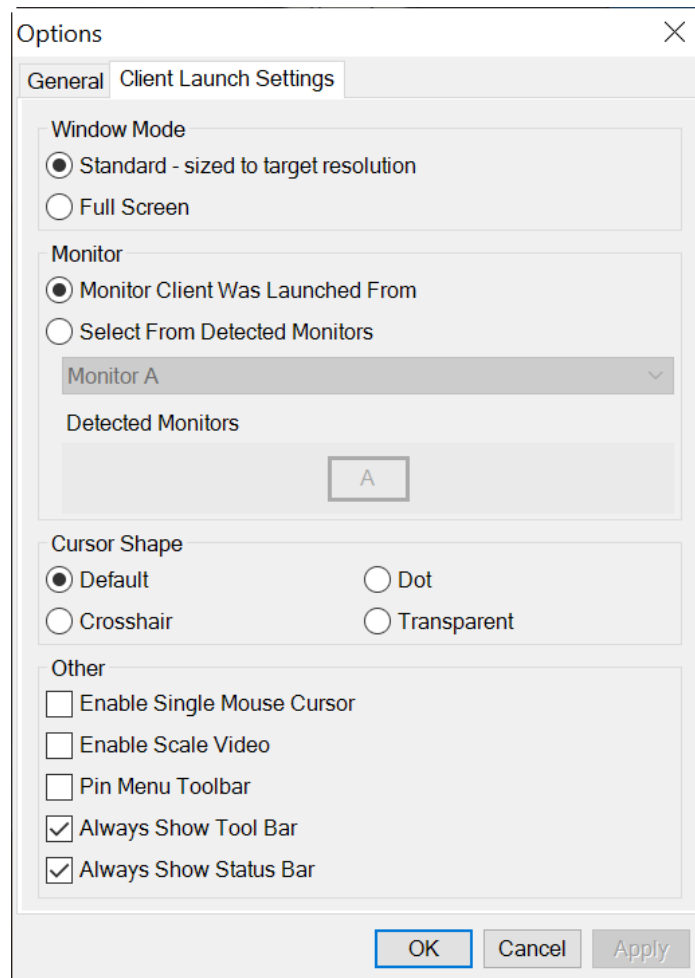 Options
General
Client Launch Settings
Window Mode
Standard - sized to target resolution
Full Screen
Monitor
Monitor Client Was Launched From
Select From Detected Monitors
Monitor A
Detected Monitors
A
Cursor Shape
Default
Dot
Crosshair
Transparent
Other
Enable Single Mouse Cursor
Enable Scale Video
Pin Menu Toolbar
Always Show Tool Bar
Always Show Status Bar
OK
Cancel
Apply